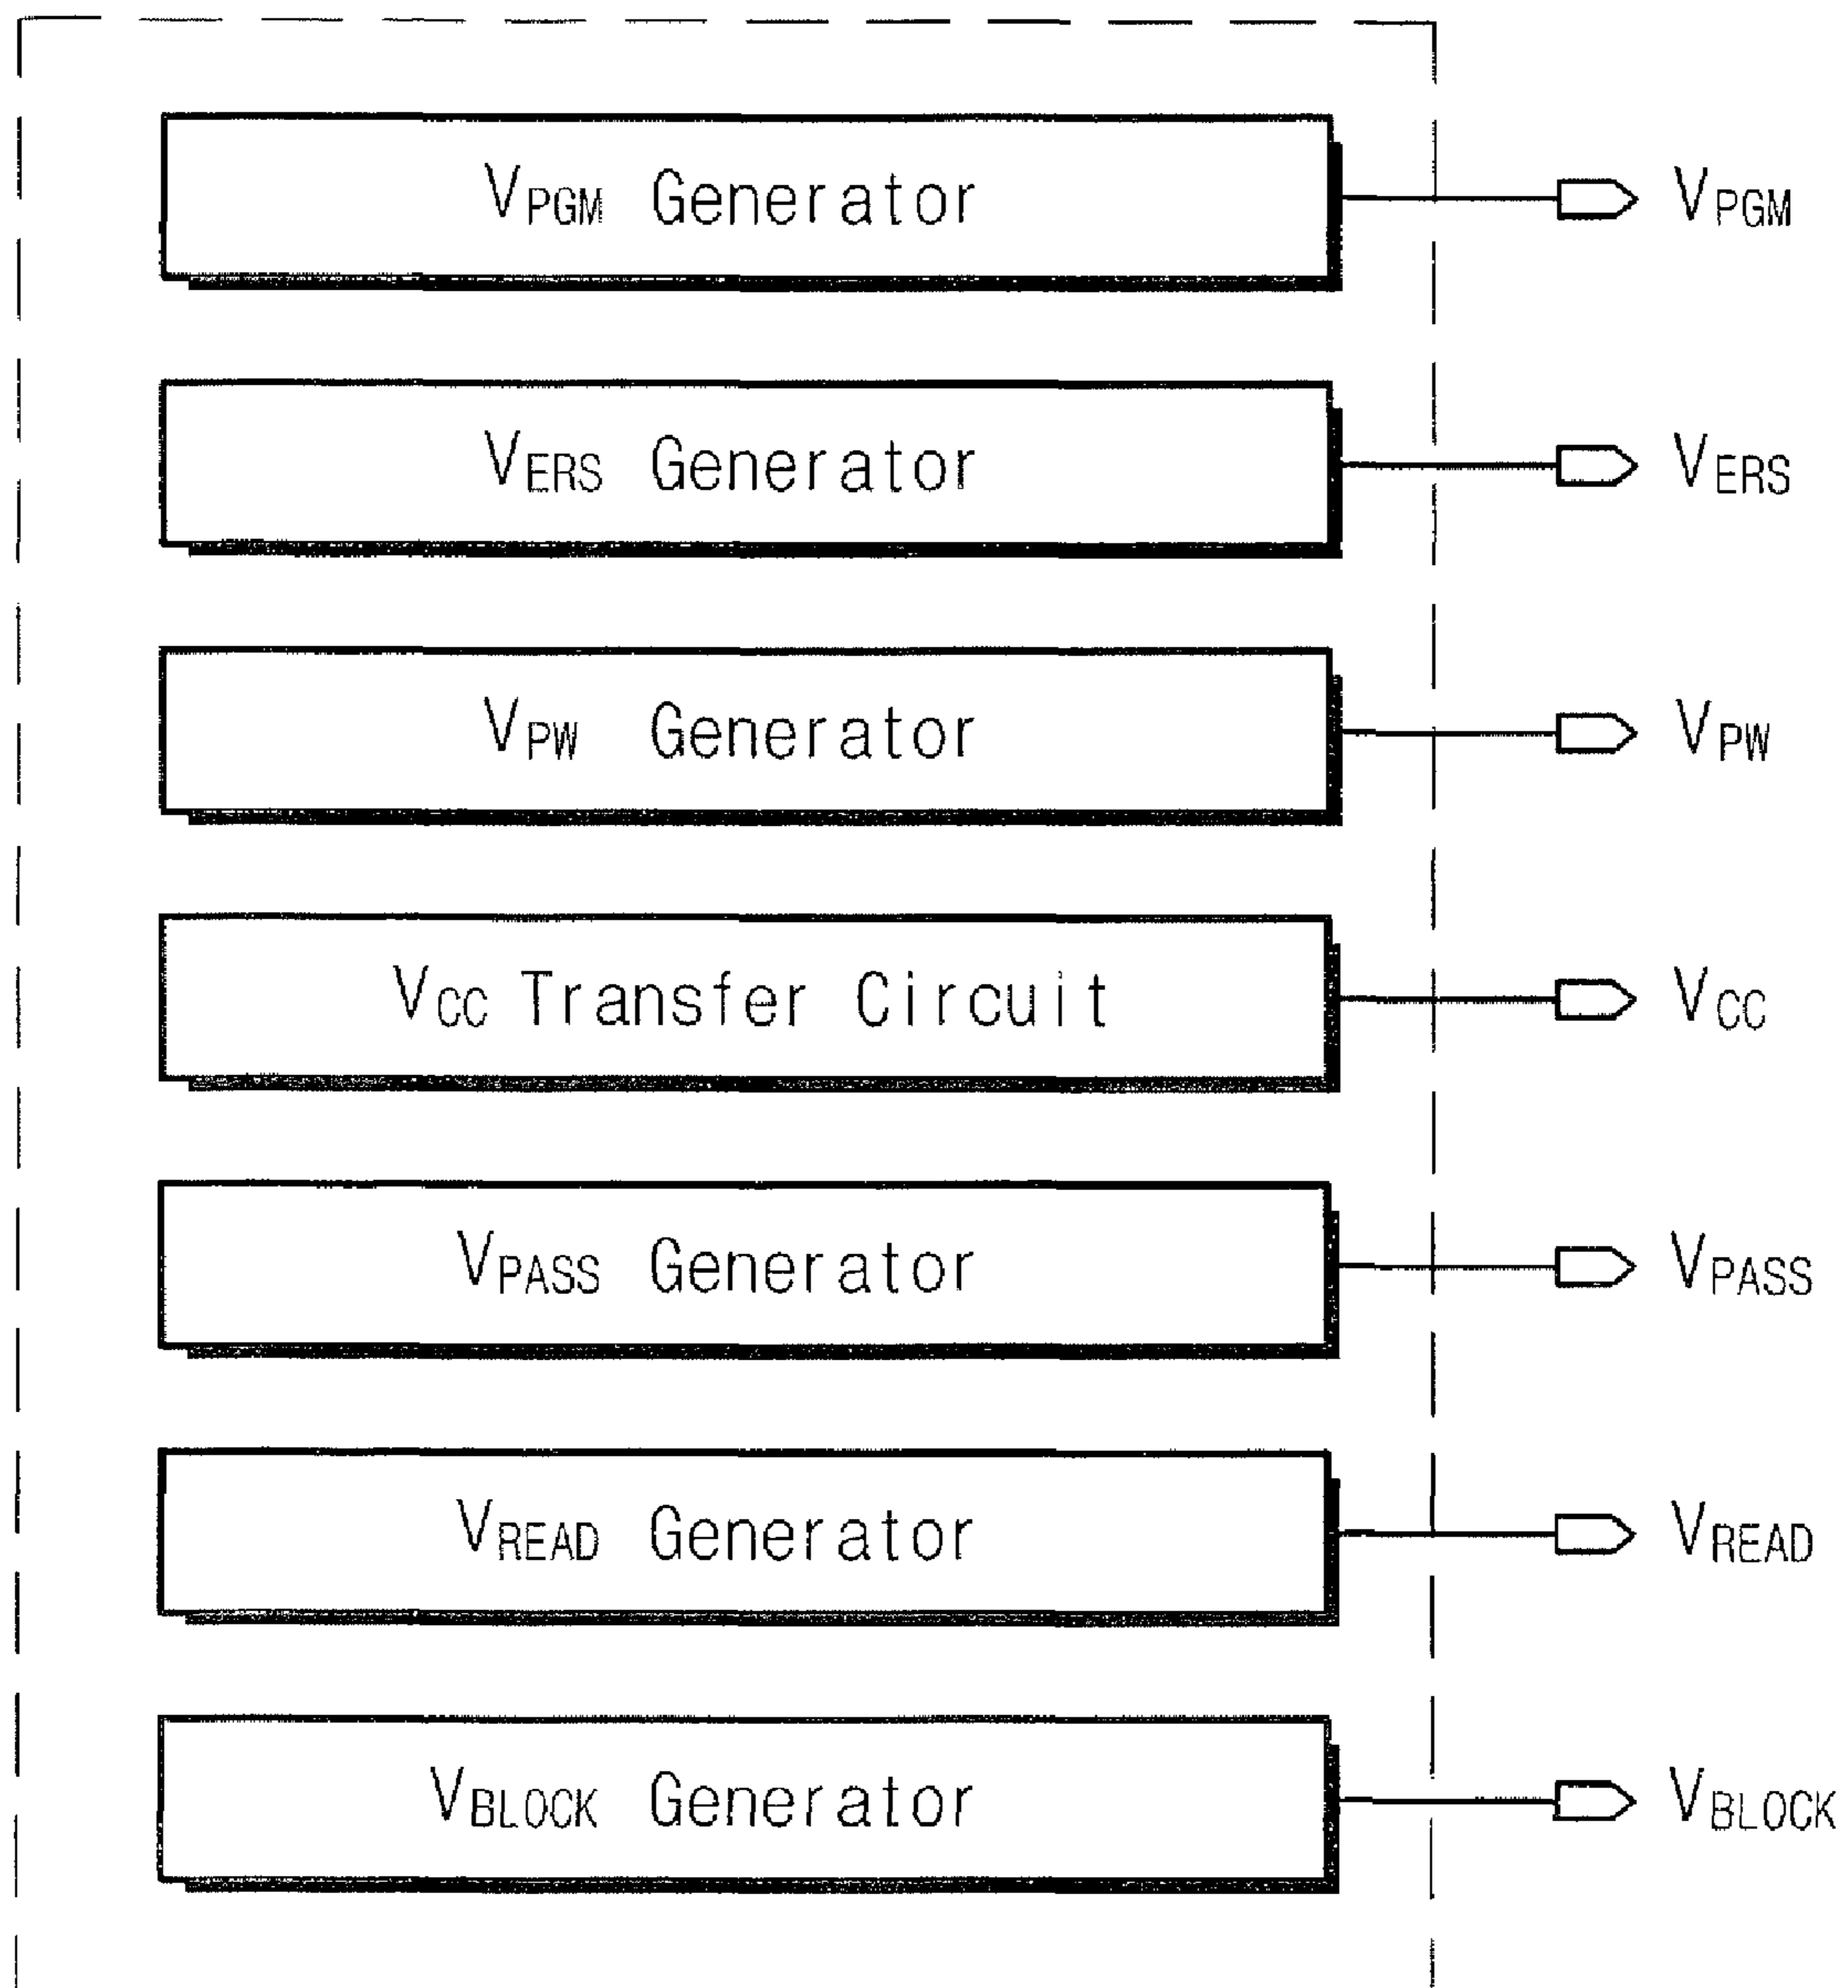 VPGM Generator VPGM
VERS Generator VERS
VPW Generator VPW
VCC Transfer Circuit VCC
VPASS Generator VPASS
VREAD Generator VREAD
VBLOCK Generator VBLOCK